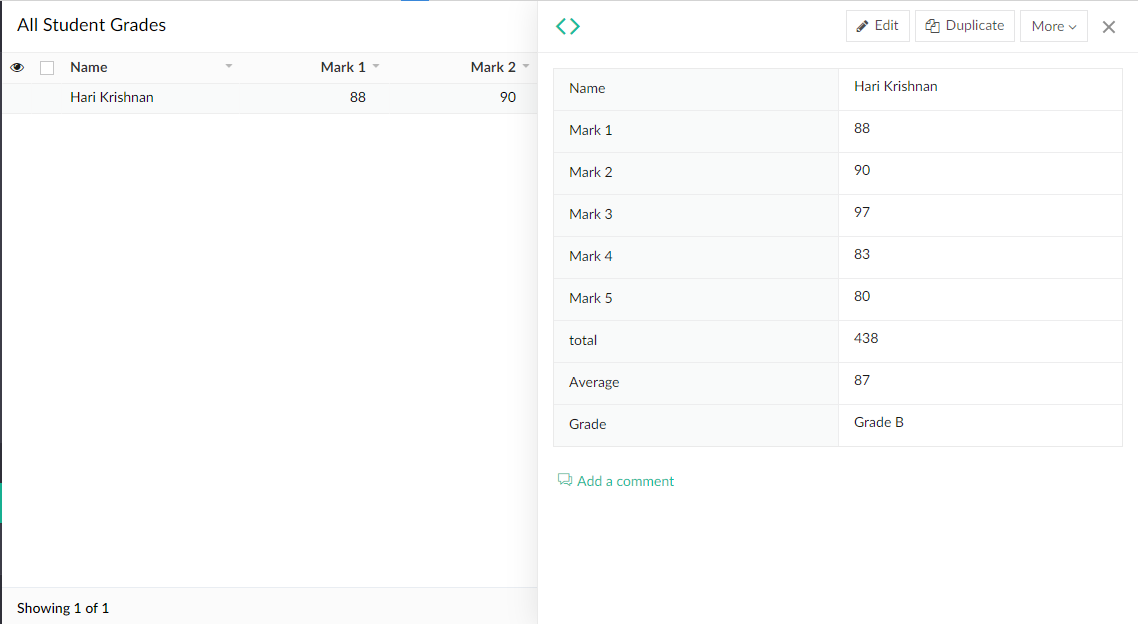 All Student Grades
Name Mark 1 Mark 2
Hari Krishnan 88 90
Showing 1 of 1
Edit Duplicate More
Name Hari Krishnan
Mark 1 88
Mark 2 90
Mark 3 97
Mark 4 83
Mark 5 80
total 438
Average 87
Grade Grade B
Add a comment